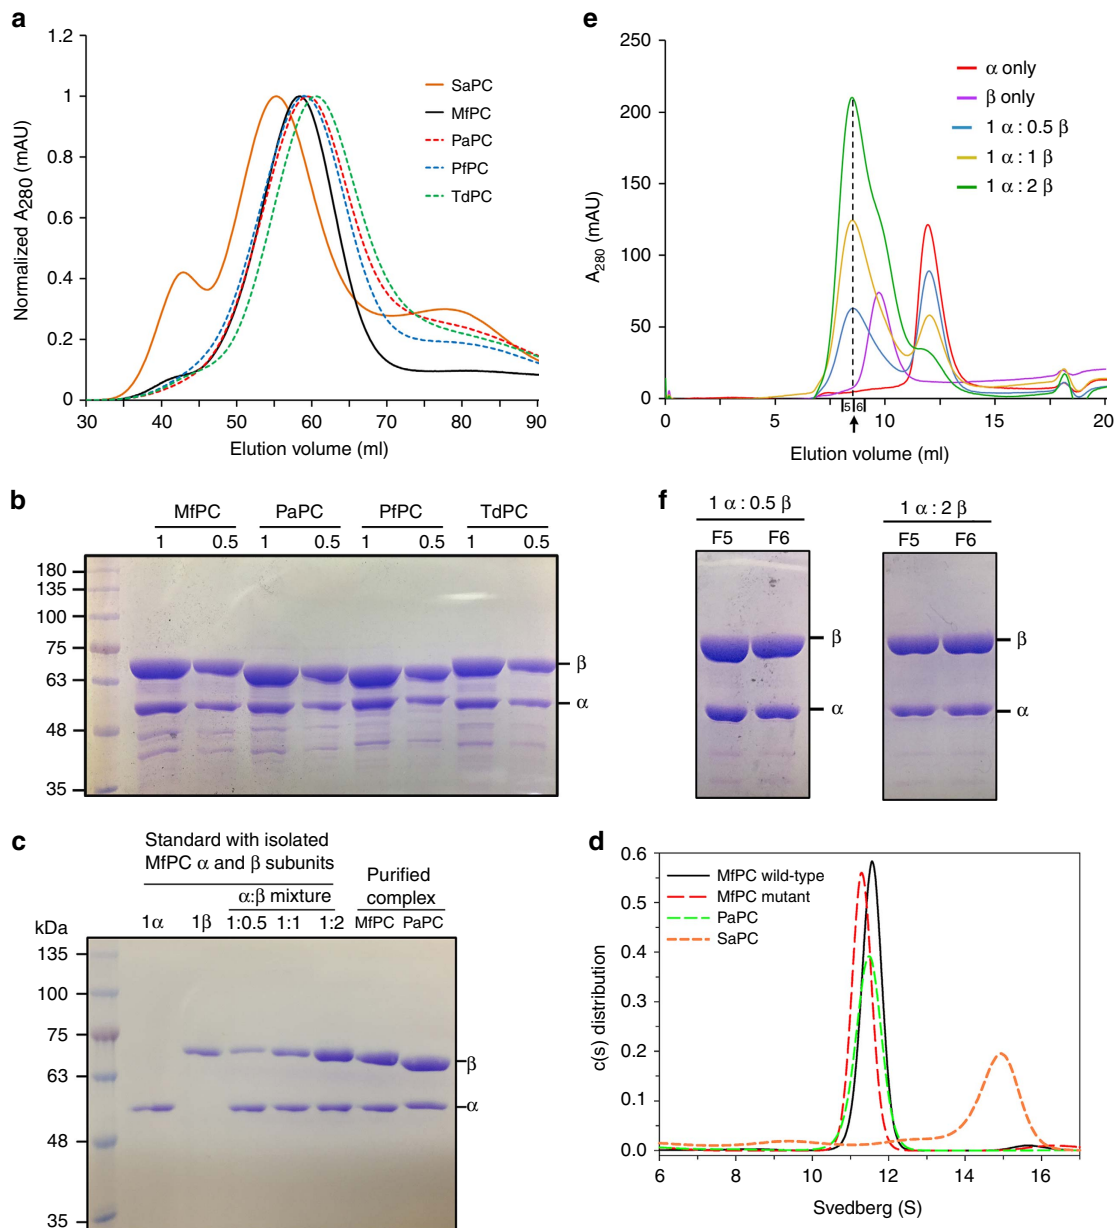 a
1.2
1
0.8
0.6
0.4
0.2
0
Normalized A280 (mAU)
30 40 50 60 70 80 90
Elution volume (ml)
SaPC
MfPC
PaPC
PfPC
TdPC
e
250
200
150
100
50
0
A280 (mAU)
0 5 10 15 20
5 6
Elution volume (ml)
α only
β only
1 α : 0.5 β
1 α : 1 β
1 α : 2 β
b
MfPC PaPC PfPC TdPC
1 0.5 1 0.5 1 0.5 1 0.5
180
135
100
75
63
48
35
β
α
f
1 α : 0.5 β 1 α : 2 β
F5 F6 F5 F6
β β
α α
c
Standard with isolated
MfPC α and β subunits
α:β mixture
Purified
complex
kDa 1α 1β 1:0.5 1:1 1:2 MfPC PaPC
135
100
75
63
48
35
β
α
d
0.6
0.5
0.4
0.3
0.2
0.1
0.0
c(s) distribution
6 8 10 12 14 16
Svedberg (S)
MfPC wild-type
MfPC mutant
PaPC
SaPC